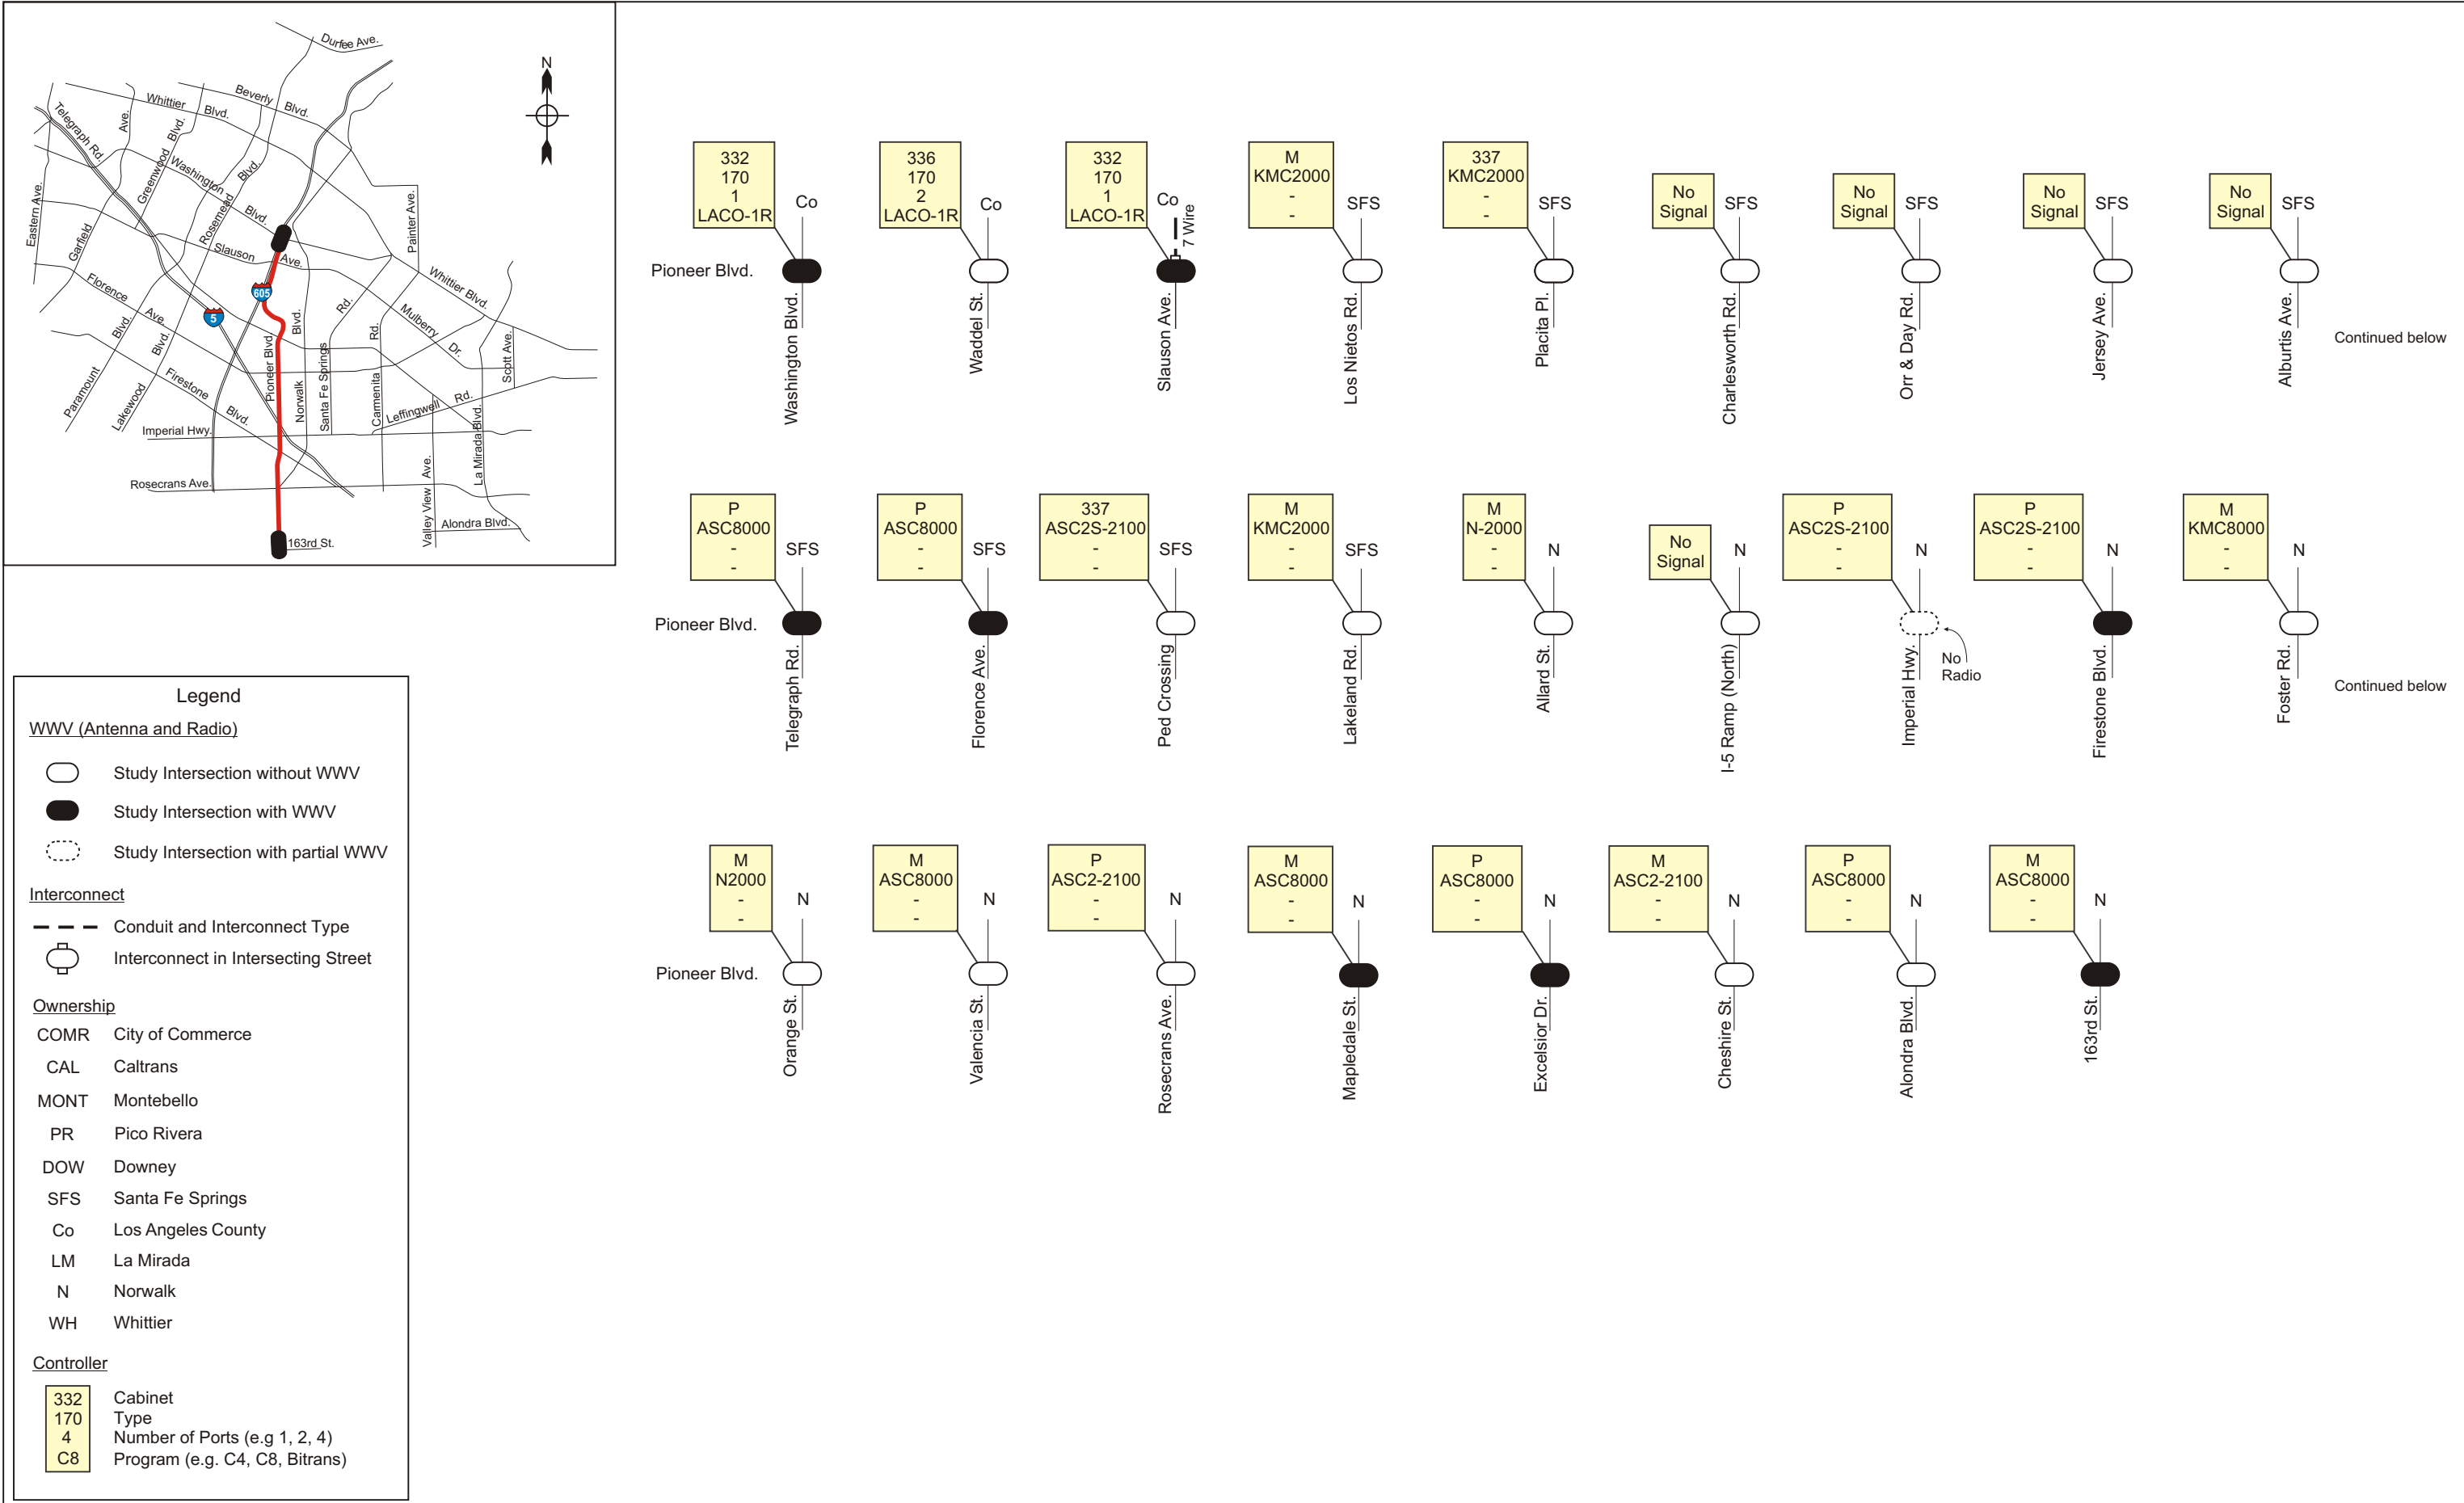 Durfee Ave.
N
Whittier Blvd.
Beverly Blvd.
Telegraph Rd.
Ave.
Greenwood Blvd.
Washington Blvd.
Rosemead Blvd.
Eastern Ave.
Garfield
Slauson Ave.
Painter Ave.
Whittier Blvd.
Florence Ave.
605
5
Rd.
Mulberry Dr.
Paramount Blvd.
Lakewood Blvd.
Firestone Blvd.
Pioneer Blvd.
Norwalk Blvd.
Santa Fe Springs
Carmenita Rd.
Leffingwell Rd.
Scott Ave.
La Mirada Blvd.
Imperial Hwy.
Rosecrans Ave.
Valley View Ave.
Alondra Blvd.
163rd St.
Pioneer Blvd.
332
170
1
LACO-1R
Co
Washington Blvd.
336
170
2
LACO-1R
Co
Waddel St.
332
170
1
LACO-1R
Co
7 Wire
Slauson Ave.
M
KMC2000
-
-
SFS
Los Nietos Rd.
337
KMC2000
-
-
SFS
Placita Pl.
No
Signal
SFS
Charlesworth Rd.
No
Signal
SFS
Orr & Day Rd.
No
Signal
SFS
Jersey Ave.
No
Signal
SFS
Alburtis Ave.
Continued below
Pioneer Blvd.
P
ASC8000
-
-
SFS
Telegraph Rd.
P
ASC8000
-
-
SFS
Florence Ave.
337
ASC2S-2100
-
-
SFS
Ped Crossing
M
KMC2000
-
-
SFS
Lakeland Rd.
M
N-2000
-
-
N
Allard St.
No
Signal
N
I-5 Ramp (North)
P
ASC2S-2100
-
-
N
Imperial Hwy.
No
Radio
P
ASC2S-2100
-
-
N
Firestone Blvd.
M
KMC8000
-
-
N
Foster Rd.
Continued below
Pioneer Blvd.
M
N2000
-
-
N
Orange St.
M
ASC8000
-
-
N
Valencia St.
P
ASC2-2100
-
-
N
Rosecrans Ave.
M
ASC8000
-
-
N
Mapledale St.
P
ASC8000
-
-
N
Excelsior Dr.
M
ASC2-2100
-
-
N
Cheshire St.
P
ASC8000
-
-
N
Alondra Blvd.
M
ASC8000
-
-
N
163rd St.
Legend
WWV (Antenna and Radio)
Study Intersection without WWV
Study Intersection with WWV
Study Intersection with partial WWV
Interconnect
Conduit and Interconnect Type
Interconnect in Intersecting Street
Ownership
COMR City of Commerce
CAL Caltrans
MONT Montebello
PR Pico Rivera
DOW Downey
SFS Santa Fe Springs
Co Los Angeles County
LM La Mirada
N Norwalk
WH Whittier
Controller
332 Cabinet
170 Type
4 Number of Ports (e.g 1, 2, 4)
C8 Program (e.g. C4, C8, Bitrans)